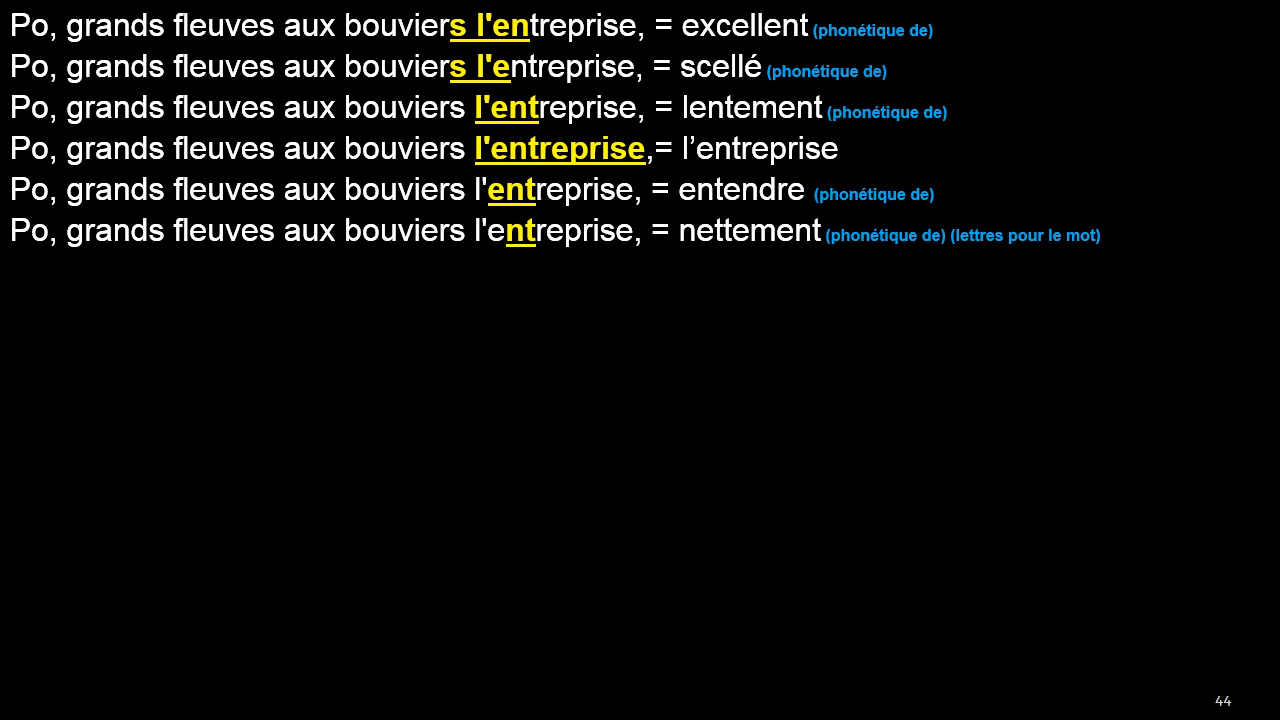 Po, grands fleuves aux bouviers l'entreprise, = excellent (phonétique de)
Po, grands fleuves aux bouviers l'entreprise, = scellé (phonétique de)
Po, grands fleuves aux bouviers l'entreprise, = lentement (phonétique de)
Po, grands fleuves aux bouviers l'entreprise,= l’entreprise
Po, grands fleuves aux bouviers l'entreprise, = entendre (phonétique de)
Po, grands fleuves aux bouviers l'entreprise, = nettement (phonétique de) (lettres pour le mot)
44